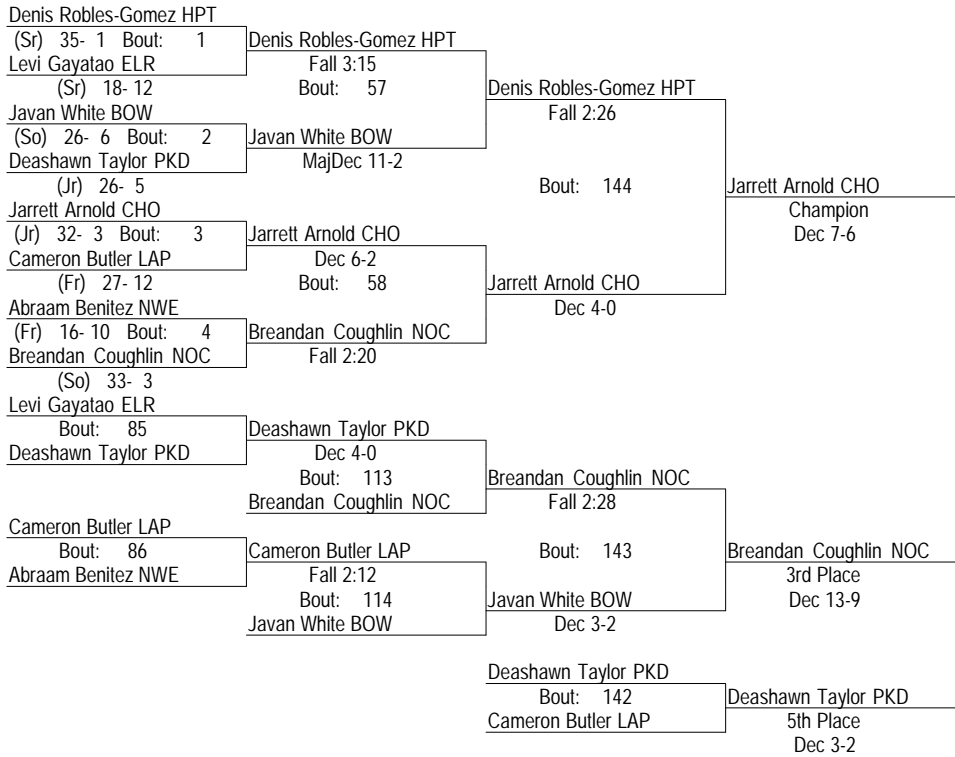 Denis Robles-Gomez HPT
(Sr) 35- 1 Bout: 1 Denis Robles-Gomez HPT
Levi Gayatao ELR Fall 3:15
(Sr) 18- 12 Bout: 57 Denis Robles-Gomez HPT
Javan White BOW Fall 2:26
(So) 26- 6 Bout: 2 Javan White BOW
Deashawn Taylor PKD MajDec 11-2
(Jr) 26- 5 Bout: 144 Jarrett Arnold CHO
Jarrett Arnold CHO Champion
(Jr) 32- 3 Bout: 3 Jarrett Arnold CHO Dec 7-6
Cameron Butler LAP Dec 6-2
(Fr) 27- 12 Bout: 58 Jarrett Arnold CHO
Abraam Benitez NWE Dec 4-0
(Fr) 16- 10 Bout: 4 Breandan Coughlin NOC
Breandan Coughlin NOC Fall 2:20
(So) 33- 3
Levi Gayatao ELR
Bout: 85 Deashawn Taylor PKD
Deashawn Taylor PKD Dec 4-0
Bout: 113 Breandan Coughlin NOC
Breandan Coughlin NOC Fall 2:28
Cameron Butler LAP
Bout: 86 Cameron Butler LAP Bout: 143 Breandan Coughlin NOC
Abraam Benitez NWE Fall 2:12 3rd Place
Bout: 114 Javan White BOW Dec 13-9
Javan White BOW Dec 3-2
Deashawn Taylor PKD
Bout: 142 Deashawn Taylor PKD
Cameron Butler LAP 5th Place
Dec 3-2